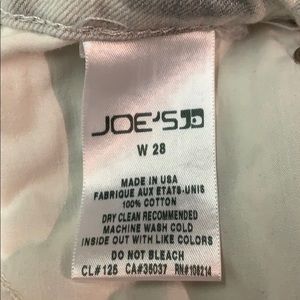 JOE'S JD
W 28
MADE IN USA
FABRIQUE AUX ETATS-UNIS
100% COTTON
DRY CLEAN RECOMMENDED
MACHINE WASH COLD
INSIDE OUT WITH LIKE COLORS
DO NOT BLEACH
CL#125 CA#36037 RN#108214